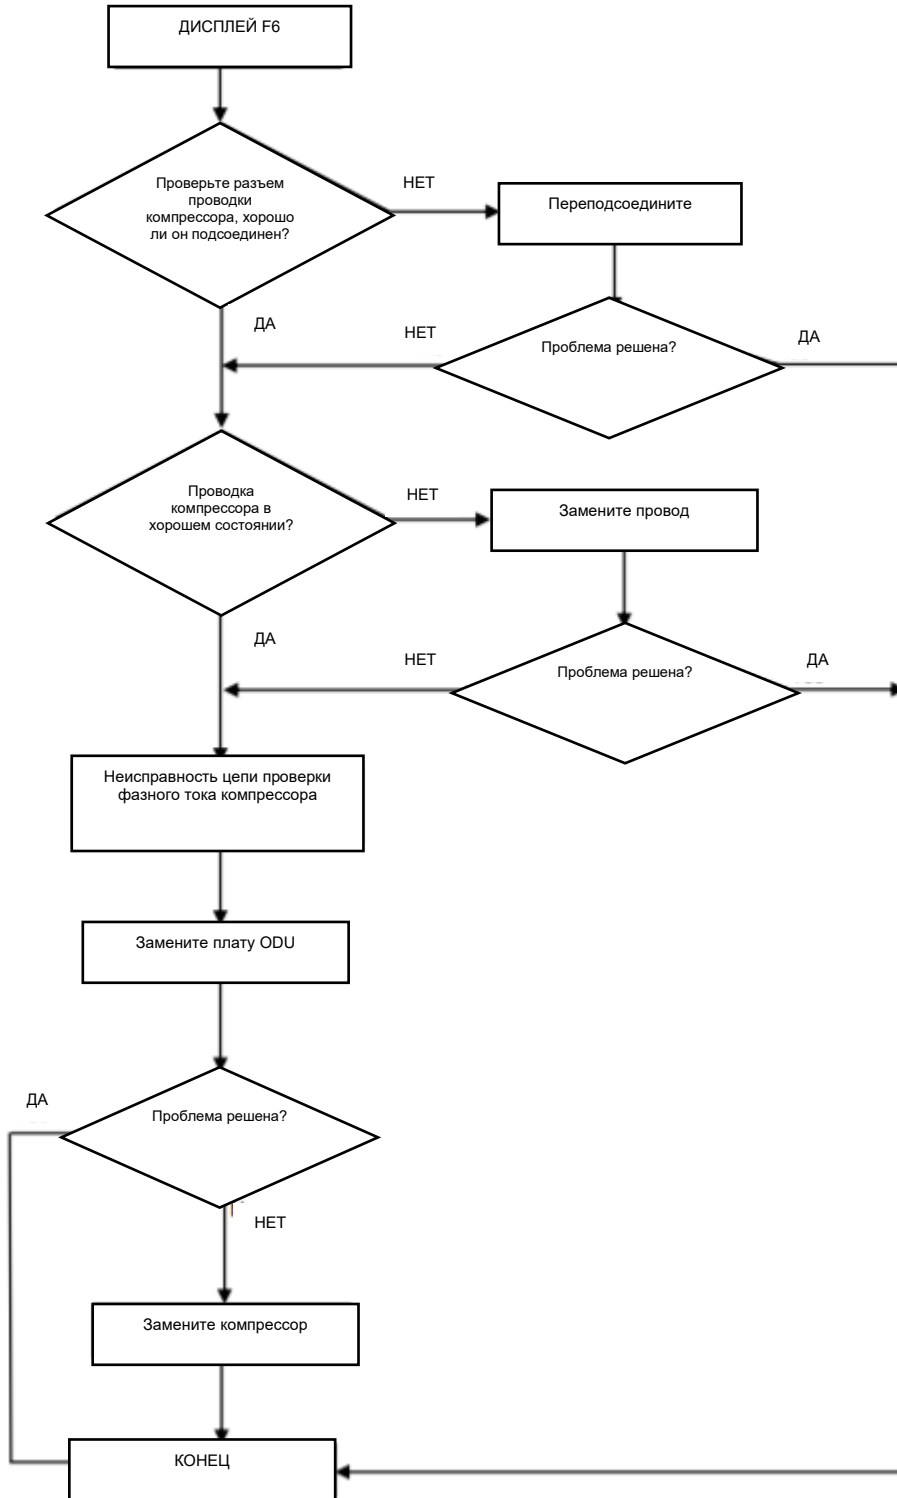 ДИСПЛЕЙ F6
Проверьте разъем
проводки
компрессора, хорошо
ли он подсоединен?
НЕТ
Переподсоедините
ДА
НЕТ
Проблема решена?
ДА
Проводка
компрессора в
хорошем состоянии?
НЕТ
Замените провод
ДА
НЕТ
Проблема решена?
ДА
Неисправность цепи проверки
фазного тока компрессора
Замените плату ODU
ДА
Проблема решена?
НЕТ
Замените компрессор
КОНЕЦ